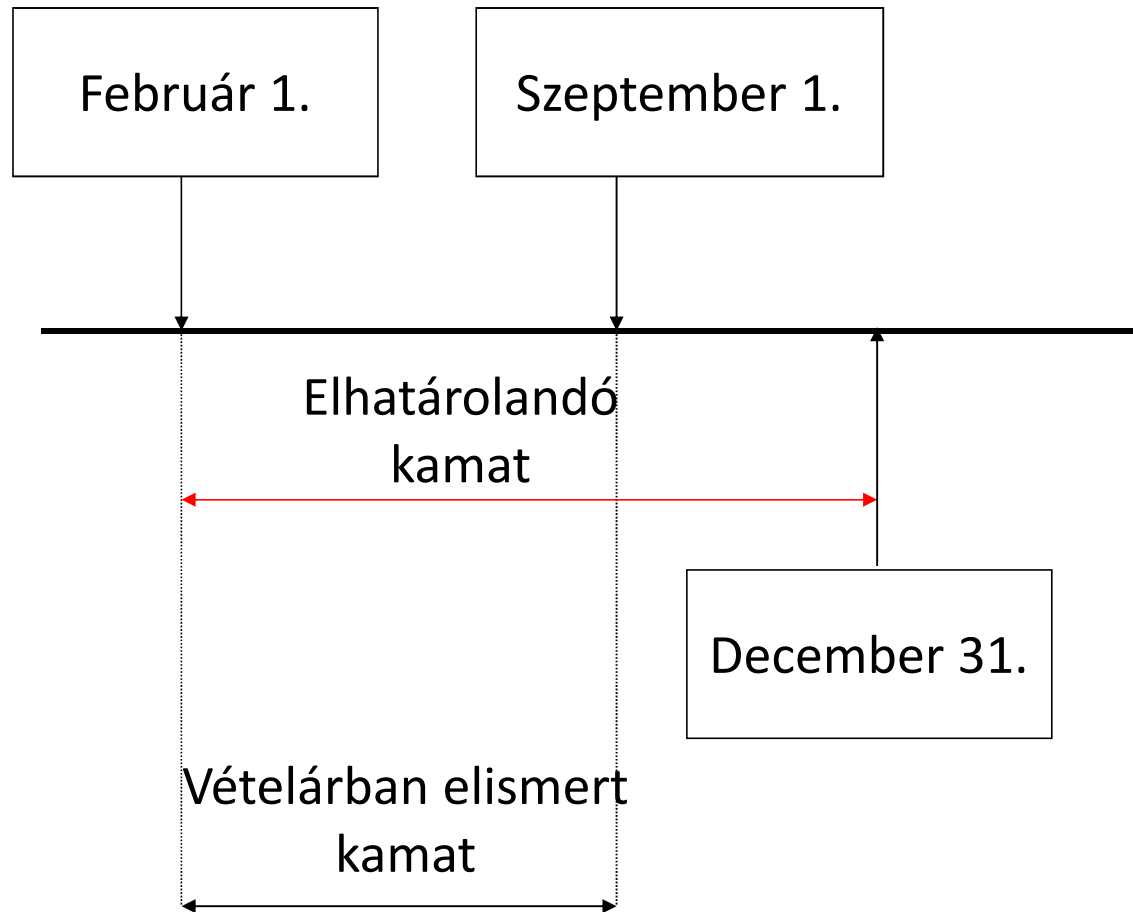 Február 1.
Szeptember 1.
Elhatárolandó
kamat
December 31.
Vételárban elismert
kamat